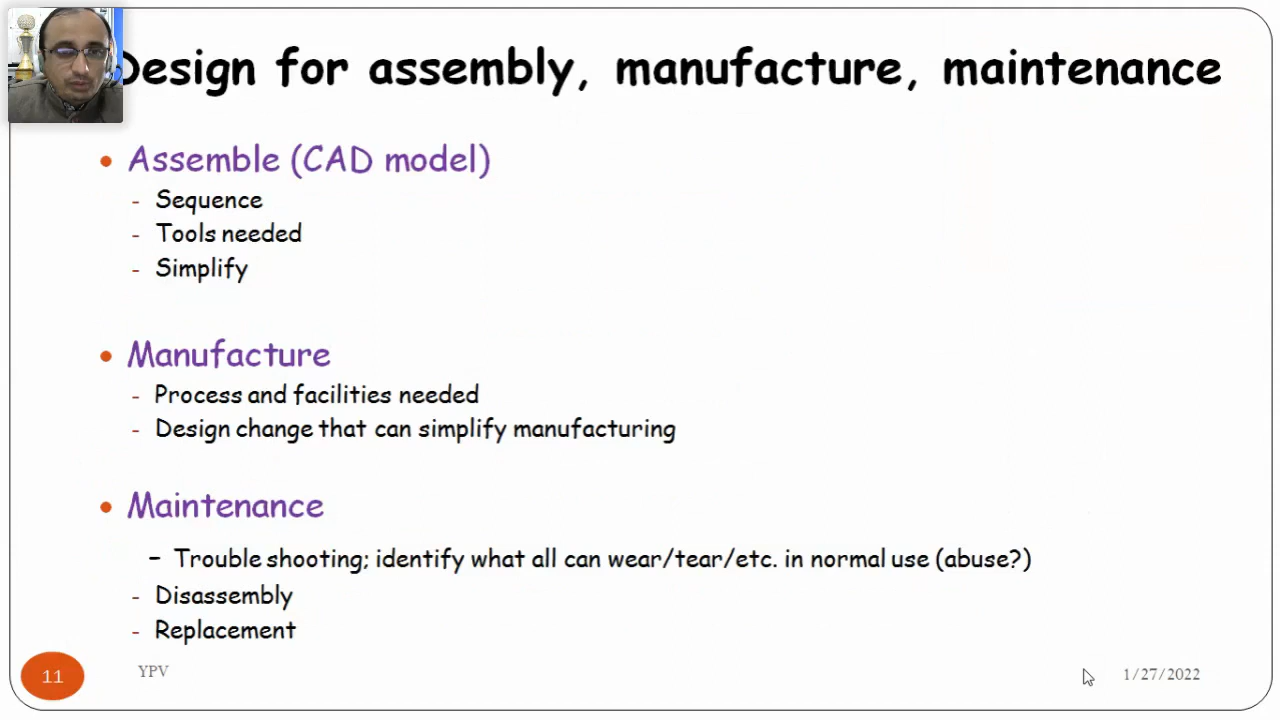 Design for assembly, manufacture, maintenance
• Assemble (CAD model)
- Sequence
- Tools needed
- Simplify
• Manufacture
- Process and facilities needed
- Design change that can simplify manufacturing
• Maintenance
– Trouble shooting; identify what all can wear/tear/etc. in normal use (abuse?)
- Disassembly
- Replacement
11
YPV
1/27/2022